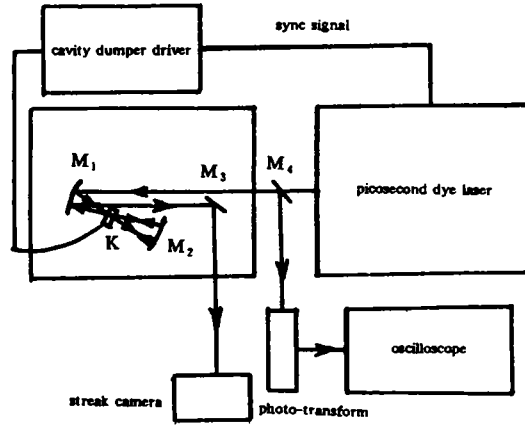 sync signal
cavity dumper driver
M1
M3
M4
picosecond dye laser
K
M2
oscilloscope
streak camera
photo-transform